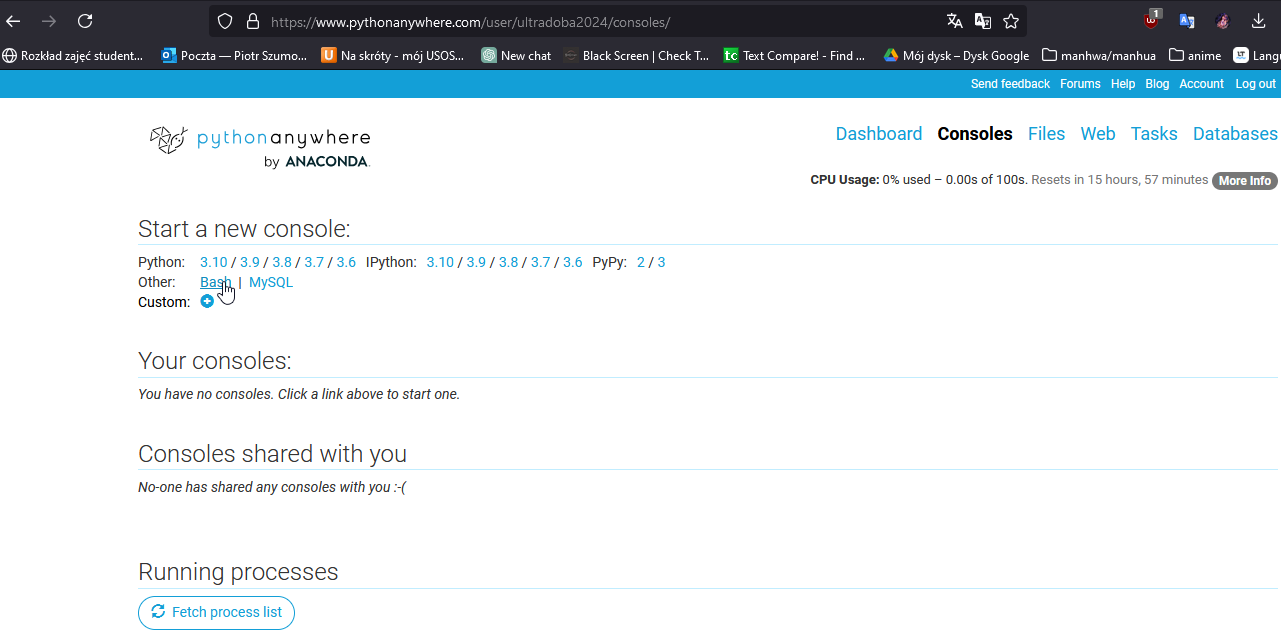 https://www.pythonanywhere.com/user/ultradoba2024/consoles/
1
Rozkład zajęć student... Poczta — Piotr Szumo... Na skróty - mój USOS... New chat Black Screen | Check T... Text Compare! - Find ... Mój dysk – Dysk Google manhwa/manhua anime Langu
Send feedback Forums Help Blog Account Log out
pythonanywhere
by ANACONDA.
Dashboard Consoles Files Web Tasks Databases
CPU Usage: 0% used – 0.00s of 100s. Resets in 15 hours, 57 minutes More Info
Start a new console:
Python: 3.10 / 3.9 / 3.8 / 3.7 / 3.6 IPython: 3.10 / 3.9 / 3.8 / 3.7 / 3.6 PyPy: 2 / 3
Other: Bash | MySQL
Custom:
Your consoles:
You have no consoles. Click a link above to start one.
Consoles shared with you
No-one has shared any consoles with you :-(
Running processes
Fetch process list